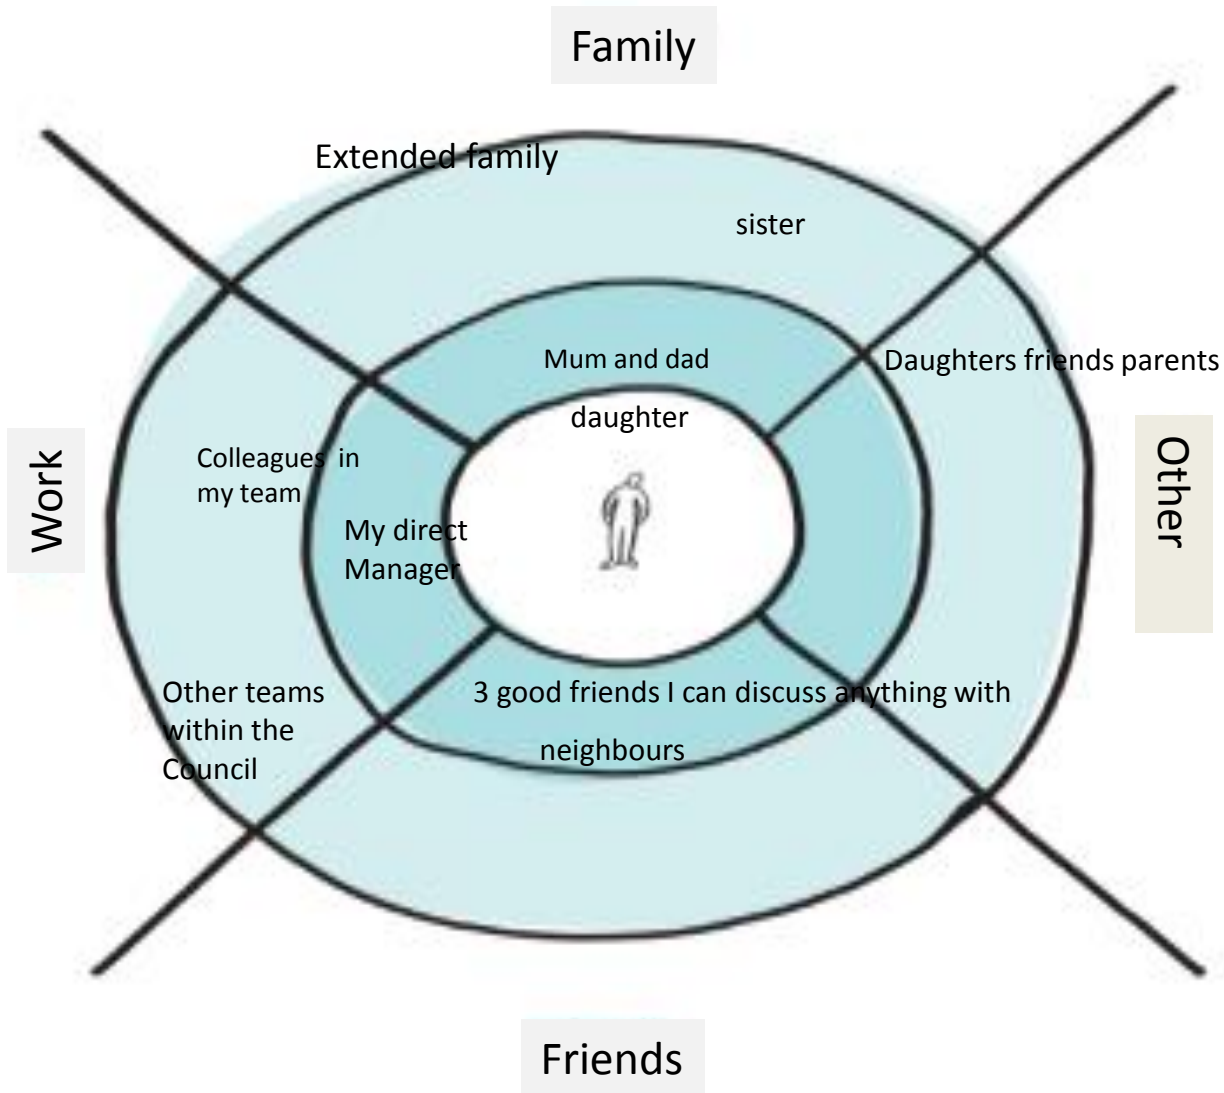 Family
Extended family
sister
Mum and dad
Daughters friends parents
daughter
Work
Other
Colleagues in
my team
My direct
Manager
Other teams
within the
Council
3 good friends I can discuss anything with
neighbours
Friends